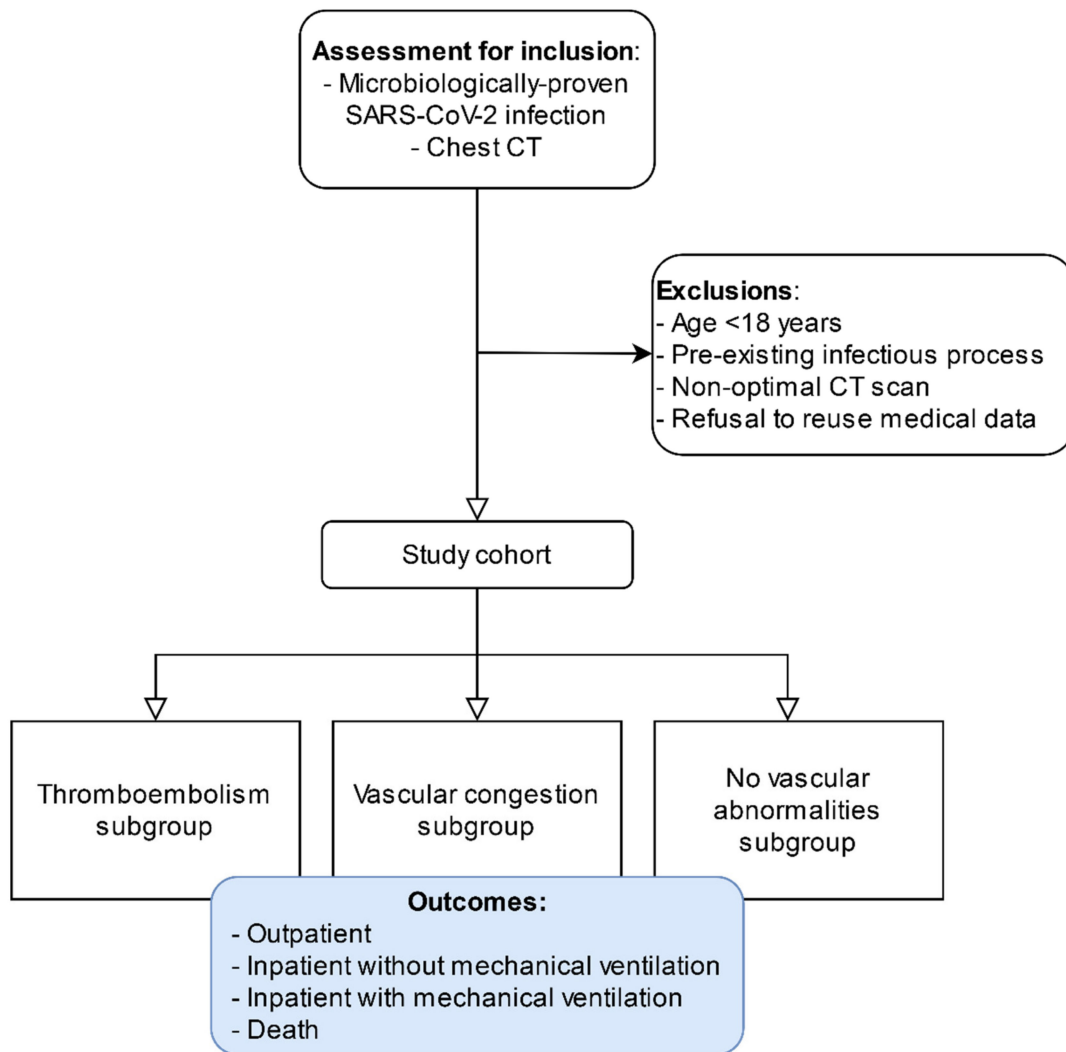 Assessment for inclusion:
- Microbiologically-proven
SARS-CoV-2 infection
- Chest CT
Exclusions:
- Age <18 years
- Pre-existing infectious process
- Non-optimal CT scan
- Refusal to reuse medical data
Study cohort
Thromboembolism
subgroup
Vascular congestion
subgroup
No vascular
abnormalities
subgroup
Outcomes:
- Outpatient
- Inpatient without mechanical ventilation
- Inpatient with mechanical ventilation
- Death